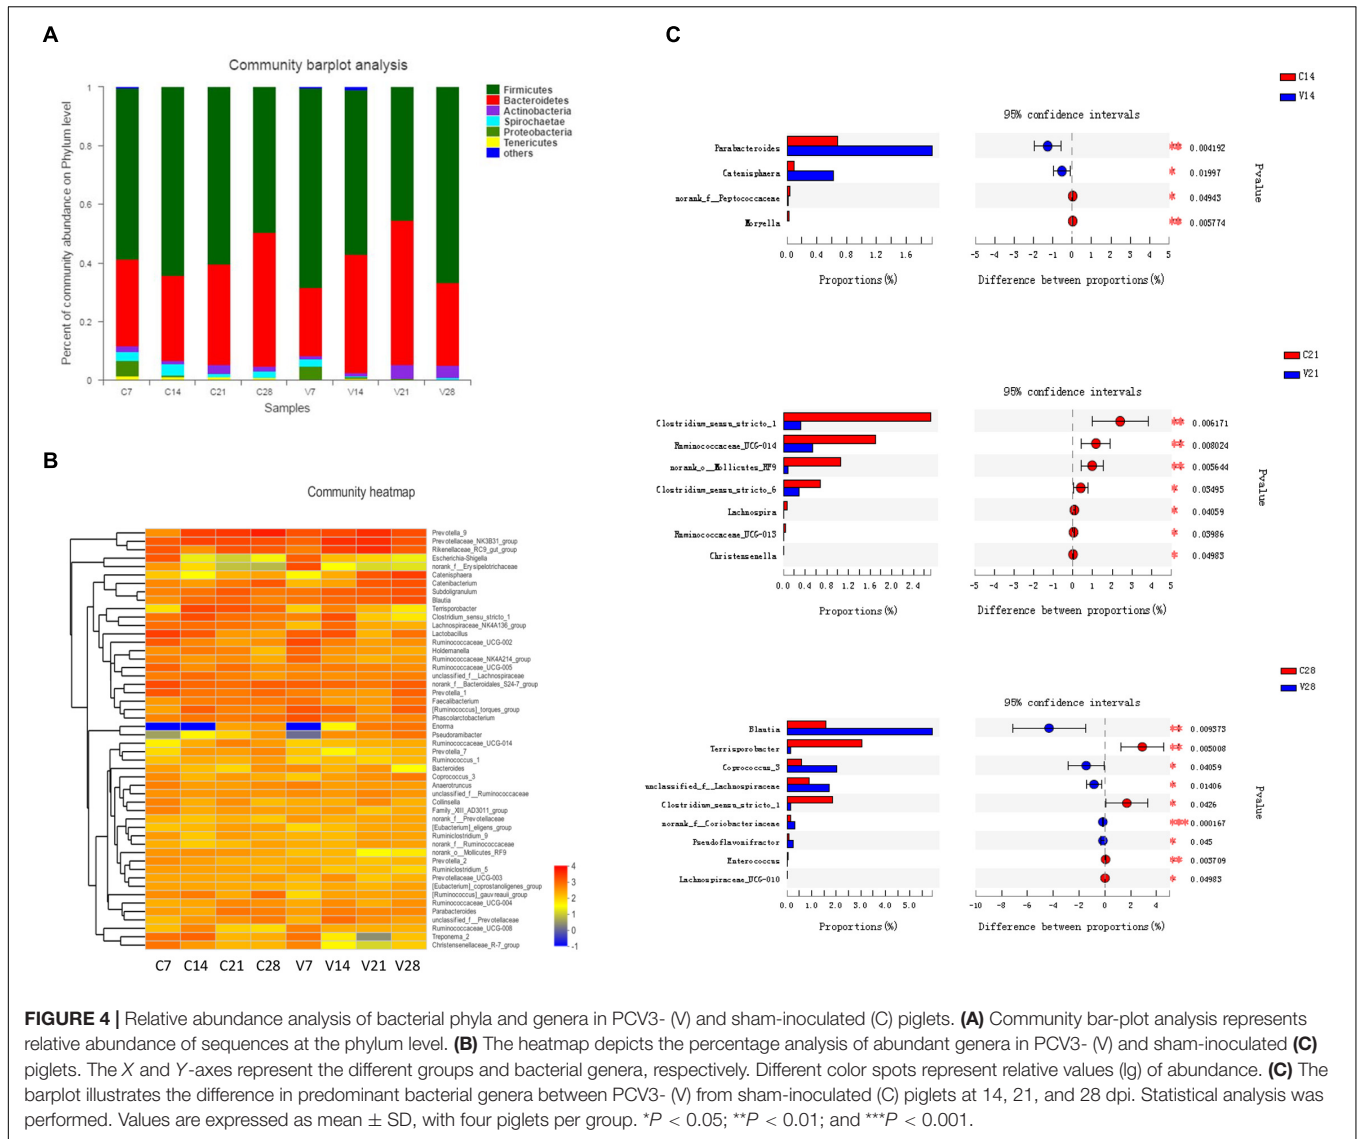 A
Community barplot analysis
Percent of community abundance on Phylum level
1
0.8
0.6
0.4
0.2
0
C7 C14 C21 C28 V7 V14 V21 V28
Samples
Firmicutes
Bacteroidetes
Actinobacteria
Spirochaetae
Proteobacteria
Tenericutes
others
B
Community heatmap
Prevotella_9
Prevotellaceae_NK3B31_group
Rikenellaceae_RC9_gut_group
Escherichia-Shigella
norank_f__Erysipelotrichaceae
Catenisphaera
Catenibacterium
Subdoligranulum
Blautia
Terrisporobacter
Clostridium_sensu_stricto_1
Lachnospiraceae_NK4A136_group
Lactobacillus
Ruminococcaceae_UCG-002
Holdemanella
Ruminococcaceae_NK4A214_group
Ruminococcaceae_UCG-005
unclassified_f__Lachnospiraceae
norank_f__Bacteroidales_S24-7_group
Prevotella_1
Faecalibacterium
[Ruminococcus]_torques_group
Phascolarctobacterium
Enorma
Pseudoramibacter
Ruminococcaceae_UCG-014
Prevotella_7
Ruminococcus_1
Bacteroides
Coprococcus_3
Anaerotruncus
unclassified_f__Ruminococcaceae
Collinsella
Family_XIII_AD3011_group
norank_f__Prevotellaceae
[Eubacterium]_eligens_group
Ruminiclostridium_9
norank_f__Ruminococcaceae
norank_o__Mollicutes_RF9
Prevotella_2
Ruminiclostridium_5
Prevotellaceae_UCG-003
[Eubacterium]_coprostanoligenes_group
[Ruminococcus]_gauvreauii_group
Ruminococcaceae_UCG-004
Parabacteroides
unclassified_f__Prevotellaceae
Ruminococcaceae_UCG-008
Treponema_2
Christensenellaceae_R-7_group
C7 C14 C21 C28 V7 V14 V21 V28
4
3
2
1
0
-1
C
C14
V14
95% confidence intervals
Parabacteroides ** 0.004192
Catenisphaera * 0.01997
norank_f__Peptococcaceae * 0.04943
Moryella ** 0.005774
0.0 0.4 0.8 1.2 1.6 -5 -4 -3 -2 -1 0 1 2 3 4 5
Proportions(%) Difference between proportions(%)
Pvalue
C21
V21
95% confidence intervals
Clostridium_sensu_stricto_1 ** 0.006171
Ruminococcaceae_UCG-014 ** 0.008024
norank_o__Mollicutes_RF9 ** 0.005644
Clostridium_sensu_stricto_6 * 0.03495
Lachnospira * 0.04059
Ruminococcaceae_UCG-013 * 0.03986
Christensenella * 0.04983
0.0 0.4 0.8 1.2 1.6 2.0 2.4 -5 -4 -3 -2 -1 0 1 2 3 4 5
Proportions(%) Difference between proportions(%)
Pvalue
C28
V28
95% confidence intervals
Blautia ** 0.009373
Terrisporobacter ** 0.005008
Coprococcus_3 * 0.04059
unclassified_f__Lachnospiraceae * 0.01406
Clostridium_sensu_stricto_1 * 0.0426
norank_f__Coriobacteriaceae *** 0.000167
Pseudoflavonifractor * 0.045
Enterococcus ** 0.003709
Lachnospiraceae_UCG-010 * 0.04983
0.0 1.0 2.0 3.0 4.0 5.0 -10 -8 -6 -4 -2 0 2 4
Proportions(%) Difference between proportions(%)
Pvalue
FIGURE 4 | Relative abundance analysis of bacterial phyla and genera in PCV3- (V) and sham-inoculated (C) piglets. (A) Community bar-plot analysis represents
relative abundance of sequences at the phylum level. (B) The heatmap depicts the percentage analysis of abundant genera in PCV3- (V) and sham-inoculated (C)
piglets. The X and Y-axes represent the different groups and bacterial genera, respectively. Different color spots represent relative values (lg) of abundance. (C) The
barplot illustrates the difference in predominant bacterial genera between PCV3- (V) from sham-inoculated (C) piglets at 14, 21, and 28 dpi. Statistical analysis was
performed. Values are expressed as mean ± SD, with four piglets per group. *P < 0.05; **P < 0.01; and ***P < 0.001.